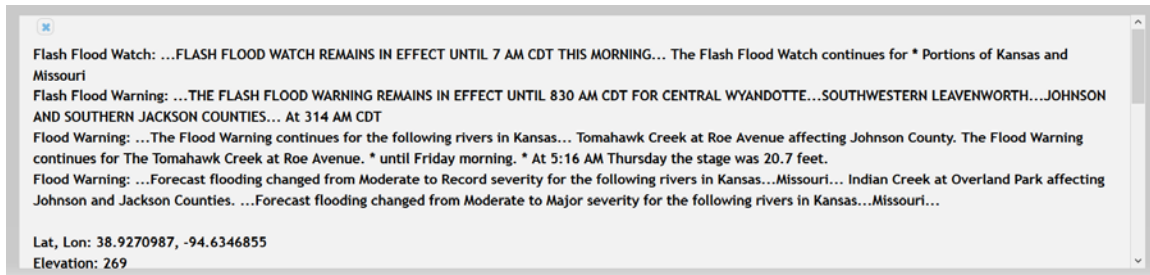 Flash Flood Watch: ...FLASH FLOOD WATCH REMAINS IN EFFECT UNTIL 7 AM CDT THIS MORNING... The Flash Flood Watch continues for * Portions of Kansas and
Missouri
Flash Flood Warning: ...THE FLASH FLOOD WARNING REMAINS IN EFFECT UNTIL 830 AM CDT FOR CENTRAL WYANDOTTE...SOUTHWESTERN LEAVENWORTH...JOHNSON
AND SOUTHERN JACKSON COUNTIES... At 314 AM CDT
Flood Warning: ...The Flood Warning continues for the following rivers in Kansas... Tomahawk Creek at Roe Avenue affecting Johnson County. The Flood Warning
continues for The Tomahawk Creek at Roe Avenue. * until Friday morning. * At 5:16 AM Thursday the stage was 20.7 feet.
Flood Warning: ...Forecast flooding changed from Moderate to Record severity for the following rivers in Kansas...Missouri... Indian Creek at Overland Park affecting
Johnson and Jackson Counties. ...Forecast flooding changed from Moderate to Major severity for the following rivers in Kansas...Missouri...
Lat, Lon: 38.9270987, -94.6346855
Elevation: 269